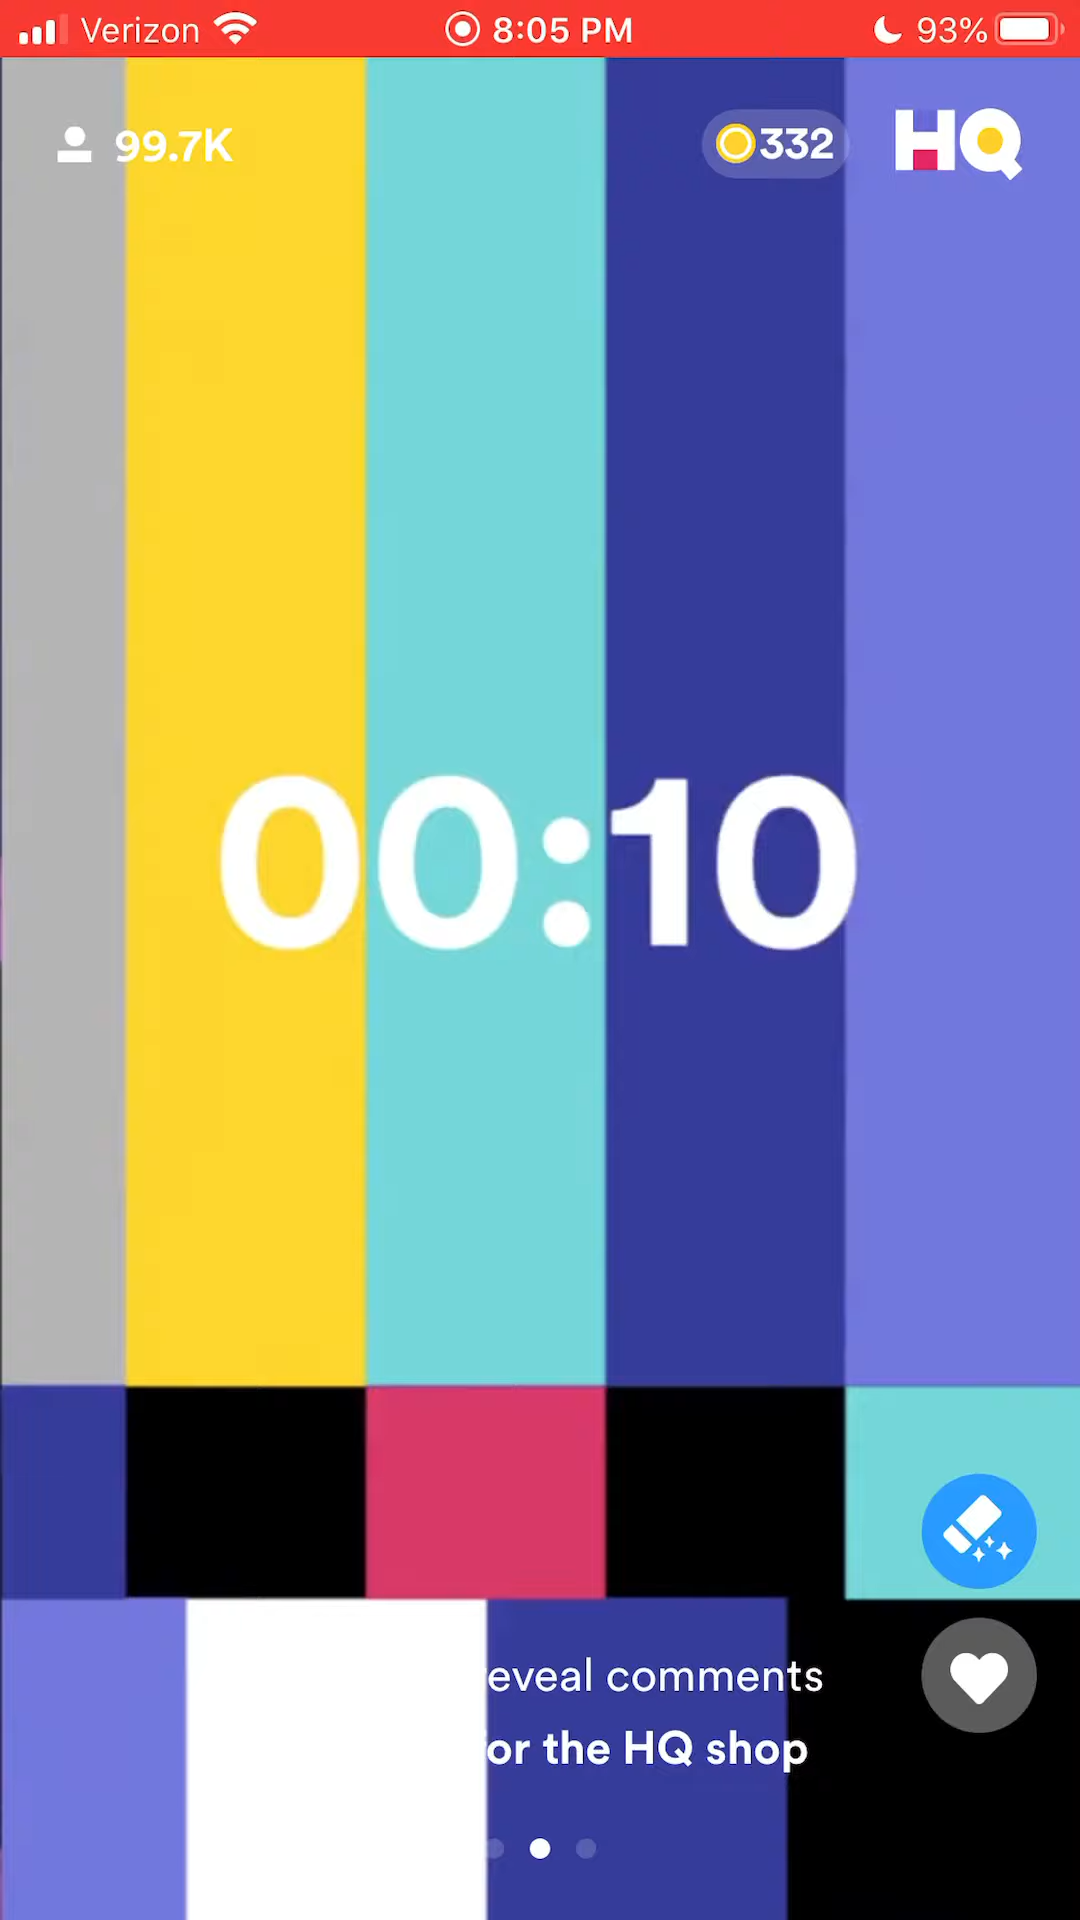 Verizon 8:05 PM 93%
99.7K 332 HQ
00:10
eveal comments
or the HQ shop